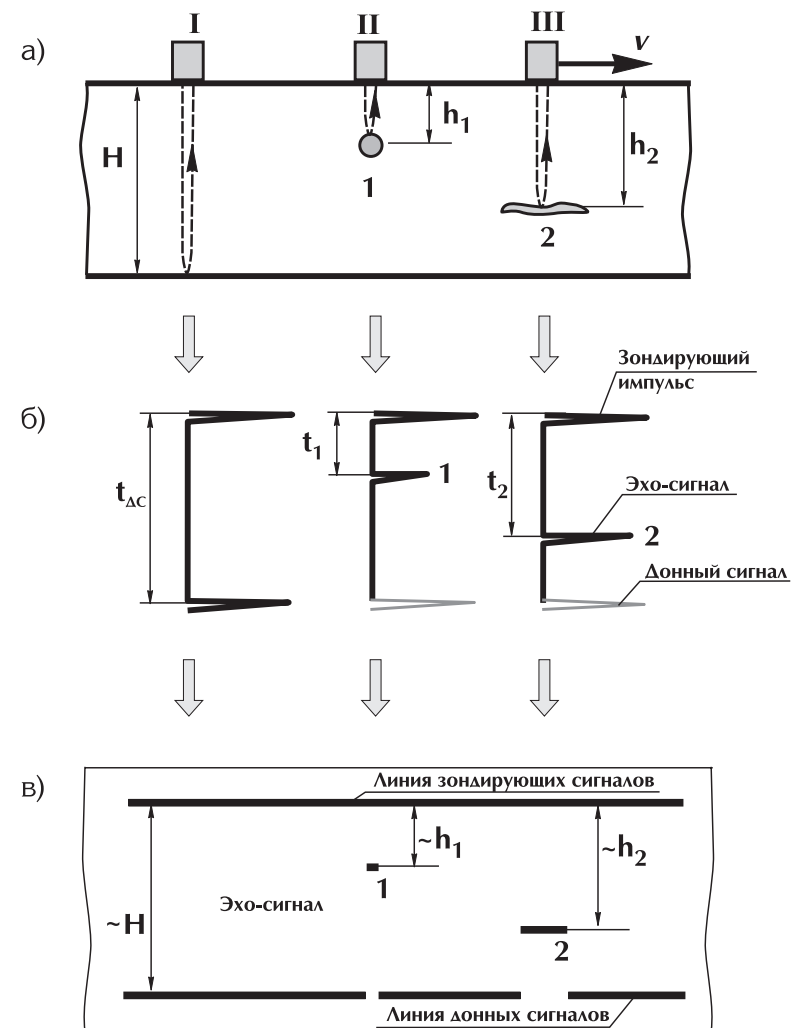 а)
I
II
III
v
H
h₁
h₂
1
2
Зондирующий
импульс
б)
t₁
1
t₂
tДС
Эхо-сигнал
2
Донный сигнал
в)
Линия зондирующих сигналов
~h₁
~h₂
1
Эхо-сигнал
~H
2
Линия донных сигналов